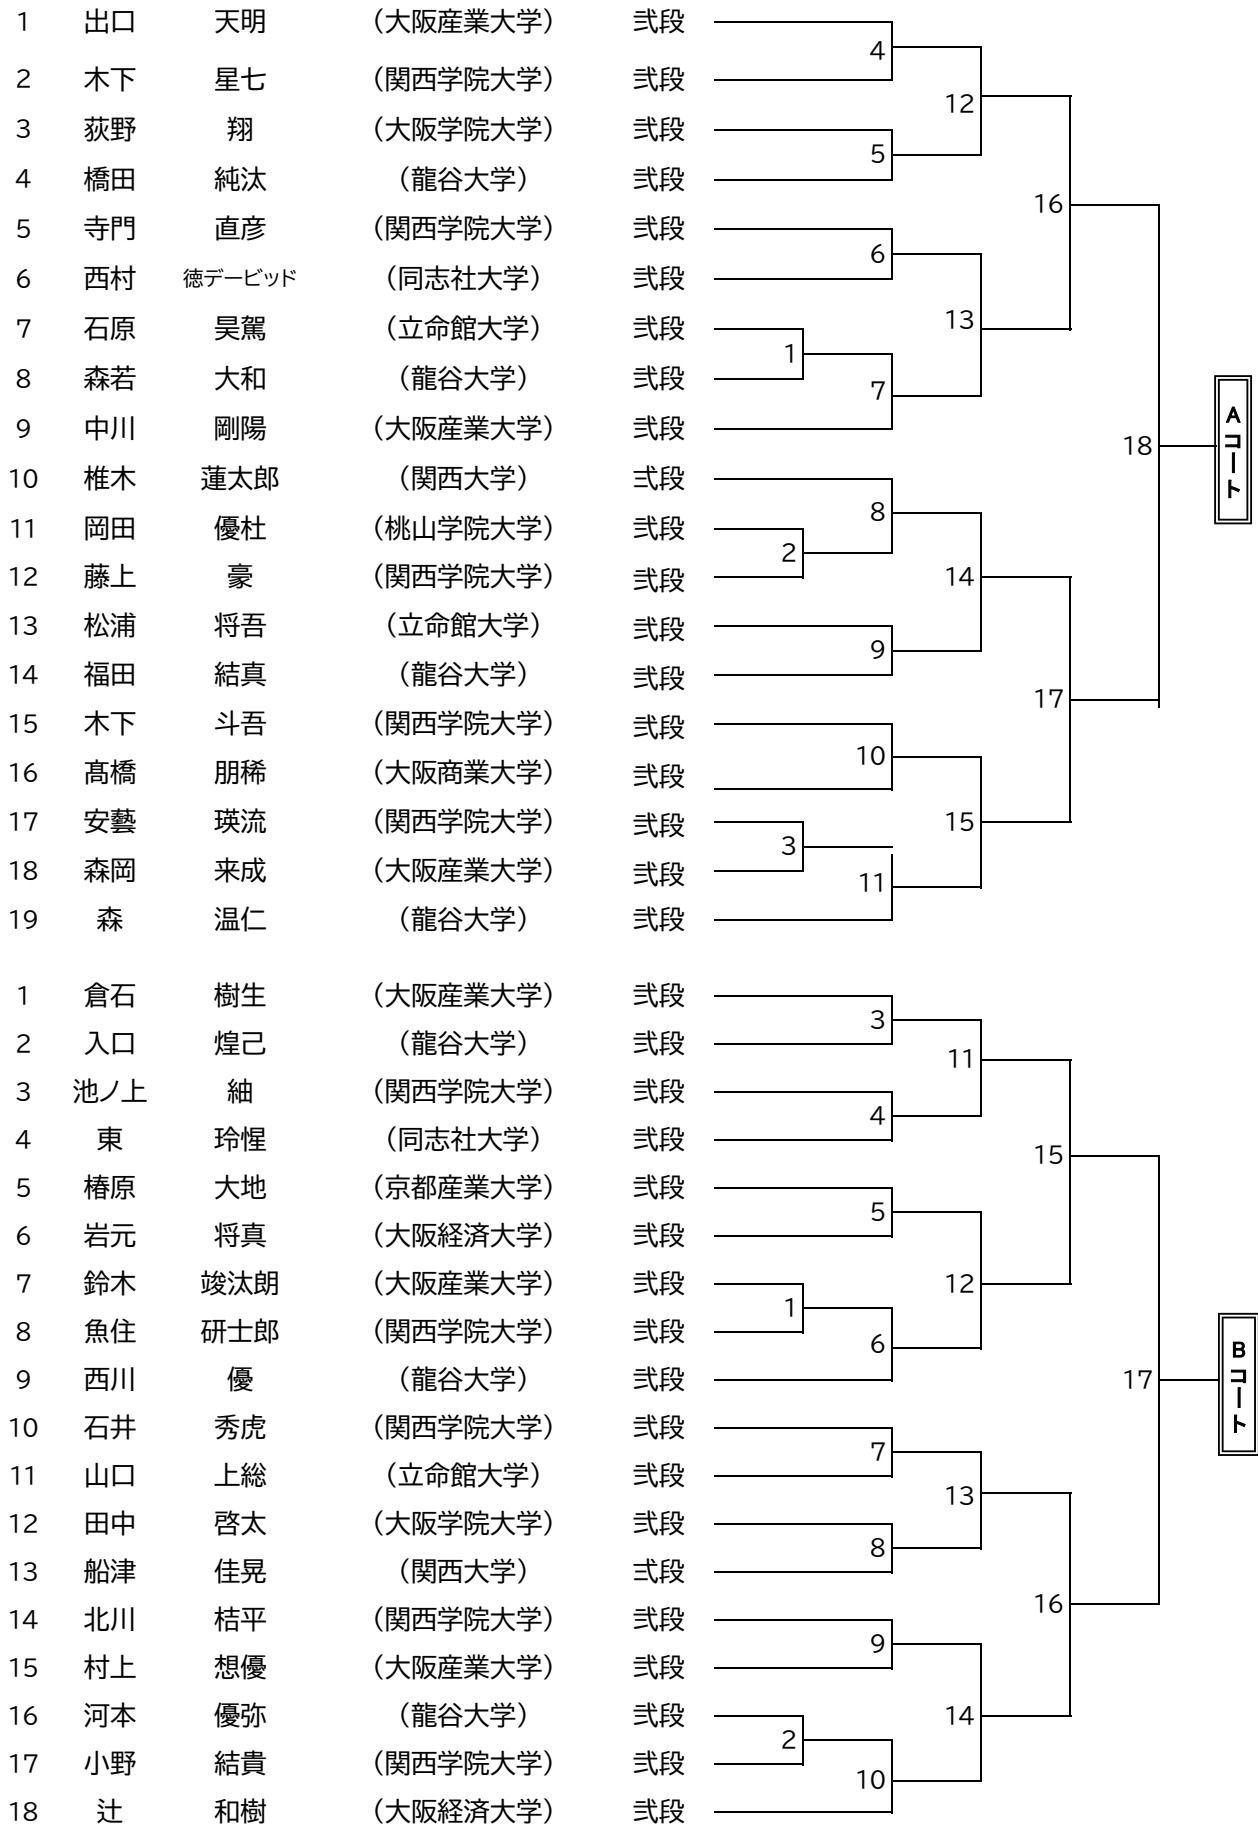 1 出口 天明 （大阪産業大学） 弐段
4
2 木下 星七 （関西学院大学） 弐段
12
3 荻野 翔 （大阪学院大学） 弐段
5
4 橋田 純汰 （龍谷大学） 弐段
16
5 寺門 直彦 （関西学院大学） 弐段
6
6 西村 徳デービッド （同志社大学） 弐段
13
7 石原 昊駕 （立命館大学） 弐段
1
8 森若 大和 （龍谷大学） 弐段
7
9 中川 剛陽 （大阪産業大学） 弐段
18
Aコート
10 椎木 蓮太郎 （関西大学） 弐段
8
11 岡田 優杜 （桃山学院大学） 弐段
2
12 藤上 豪 （関西学院大学） 弐段
14
13 松浦 将吾 （立命館大学） 弐段
9
14 福田 結真 （龍谷大学） 弐段
17
15 木下 斗吾 （関西学院大学） 弐段
10
16 髙橋 朋稀 （大阪商業大学） 弐段
17 安藝 瑛流 （関西学院大学） 弐段
15
3
18 森岡 来成 （大阪産業大学） 弐段
11
19 森 温仁 （龍谷大学） 弐段
1 倉石 樹生 （大阪産業大学） 弐段
3
2 入口 煌己 （龍谷大学） 弐段
11
3 池ノ上 紬 （関西学院大学） 弐段
4
4 東 玲惺 （同志社大学） 弐段
15
5 椿原 大地 （京都産業大学） 弐段
5
6 岩元 将真 （大阪経済大学） 弐段
7 鈴木 竣汰朗 （大阪産業大学） 弐段
12
1
8 魚住 研士郎 （関西学院大学） 弐段
6
9 西川 優 （龍谷大学） 弐段
17
Bコート
10 石井 秀虎 （関西学院大学） 弐段
7
11 山口 上総 （立命館大学） 弐段
13
12 田中 啓太 （大阪学院大学） 弐段
8
13 船津 佳晃 （関西大学） 弐段
16
14 北川 桔平 （関西学院大学） 弐段
9
15 村上 想優 （大阪産業大学） 弐段
16 河本 優弥 （龍谷大学） 弐段
14
2
17 小野 結貴 （関西学院大学） 弐段
10
18 辻 和樹 （大阪経済大学） 弐段